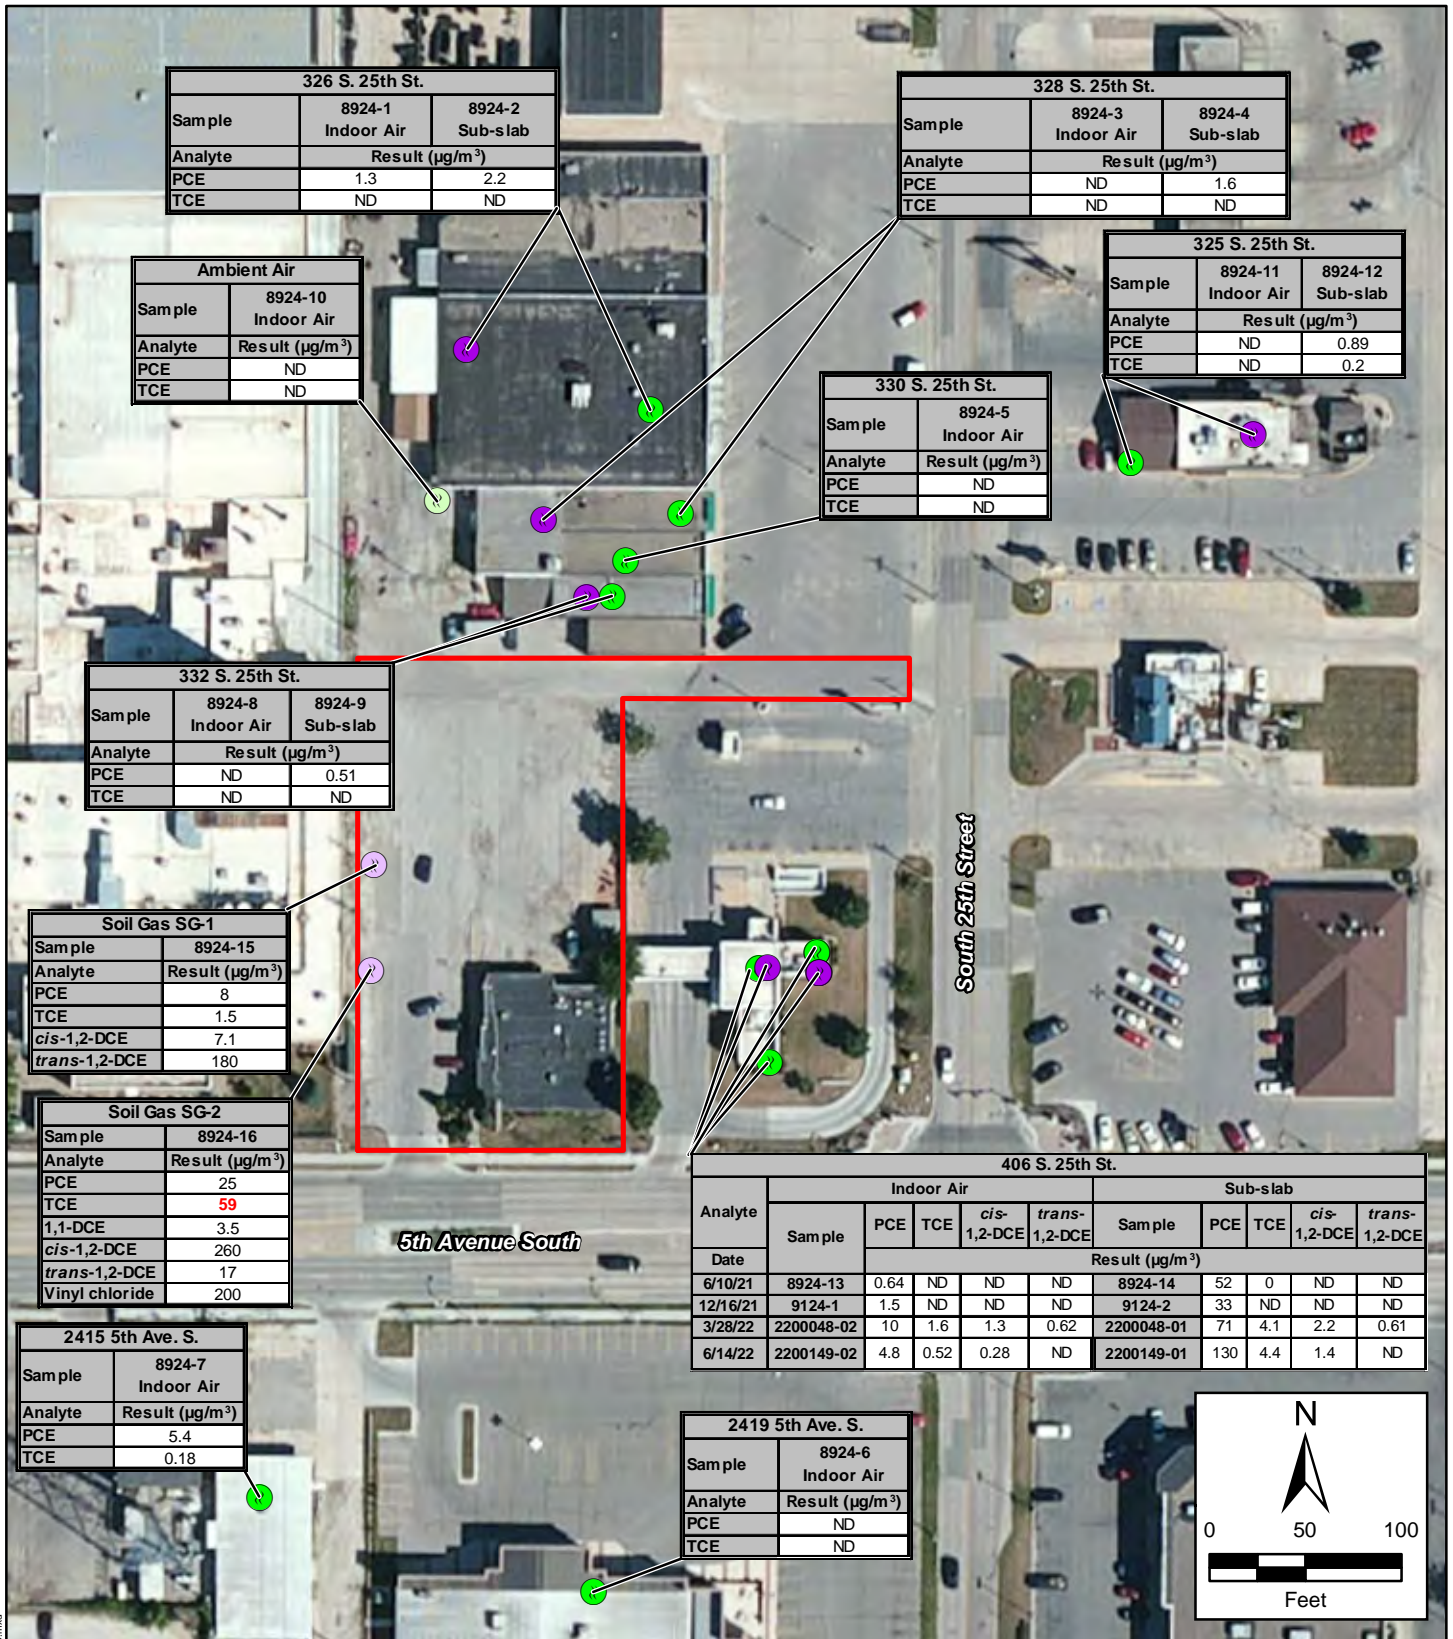 326 S. 25th St.
Sample 8924-1 Indoor Air 8924-2 Sub-slab
Analyte Result (µg/m³)
PCE 1.3 2.2
TCE ND ND
328 S. 25th St.
Sample 8924-3 Indoor Air 8924-4 Sub-slab
Analyte Result (µg/m³)
PCE ND 1.6
TCE ND ND
325 S. 25th St.
Sample 8924-11 Indoor Air 8924-12 Sub-slab
Analyte Result (µg/m³)
PCE ND 0.89
TCE ND 0.2
Ambient Air
Sample 8924-10 Indoor Air
Analyte Result (µg/m³)
PCE ND
TCE ND
330 S. 25th St.
Sample 8924-5 Indoor Air
Analyte Result (µg/m³)
PCE ND
TCE ND
332 S. 25th St.
Sample 8924-8 Indoor Air 8924-9 Sub-slab
Analyte Result (µg/m³)
PCE ND 0.51
TCE ND ND
South 25th Street
Soil Gas SG-1
Sample 8924-15
Analyte Result (µg/m³)
PCE 8
TCE 1.5
cis-1,2-DCE 7.1
trans-1,2-DCE 180
Soil Gas SG-2
Sample 8924-16
Analyte Result (µg/m³)
PCE 25
TCE 59
1,1-DCE 3.5
cis-1,2-DCE 260
trans-1,2-DCE 17
Vinyl chloride 200
5th Avenue South
406 S. 25th St.
Analyte Indoor Air Sub-slab
Sample PCE TCE cis-1,2-DCE trans-1,2-DCE Sample PCE TCE cis-1,2-DCE trans-1,2-DCE
Date Result (µg/m³)
6/10/21 8924-13 0.64 ND ND ND 8924-14 52 0 ND ND
12/16/21 9124-1 1.5 ND ND ND 9124-2 33 ND ND ND
3/28/22 2200048-02 10 1.6 1.3 0.62 2200048-01 71 4.1 2.2 0.61
6/14/22 2200149-02 4.8 0.52 0.28 ND 2200149-01 130 4.4 1.4 ND
2415 5th Ave. S.
Sample 8924-7 Indoor Air
Analyte Result (µg/m³)
PCE 5.4
TCE 0.18
2419 5th Ave. S.
Sample 8924-6 Indoor Air
Analyte Result (µg/m³)
PCE ND
TCE ND
N
0 50 100
Feet